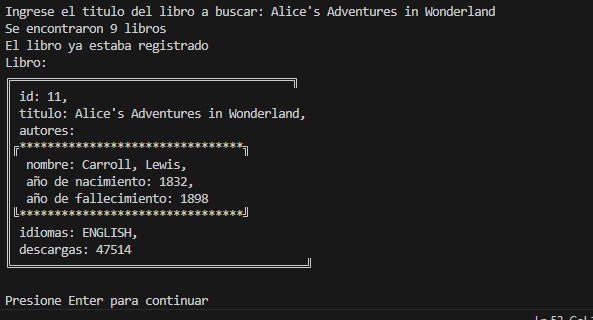 Ingrese el titulo del libro a buscar: Alice's Adventures in Wonderland
Se encontraron 9 libros
El libro ya estaba registrado
Libro:
id: 11,
titulo: Alice's Adventures in Wonderland,
autores:
********************************
nombre: Carroll, Lewis,
año de nacimiento: 1832,
año de fallecimiento: 1898
********************************
idiomas: ENGLISH,
descargas: 47514
Presione Enter para continuar